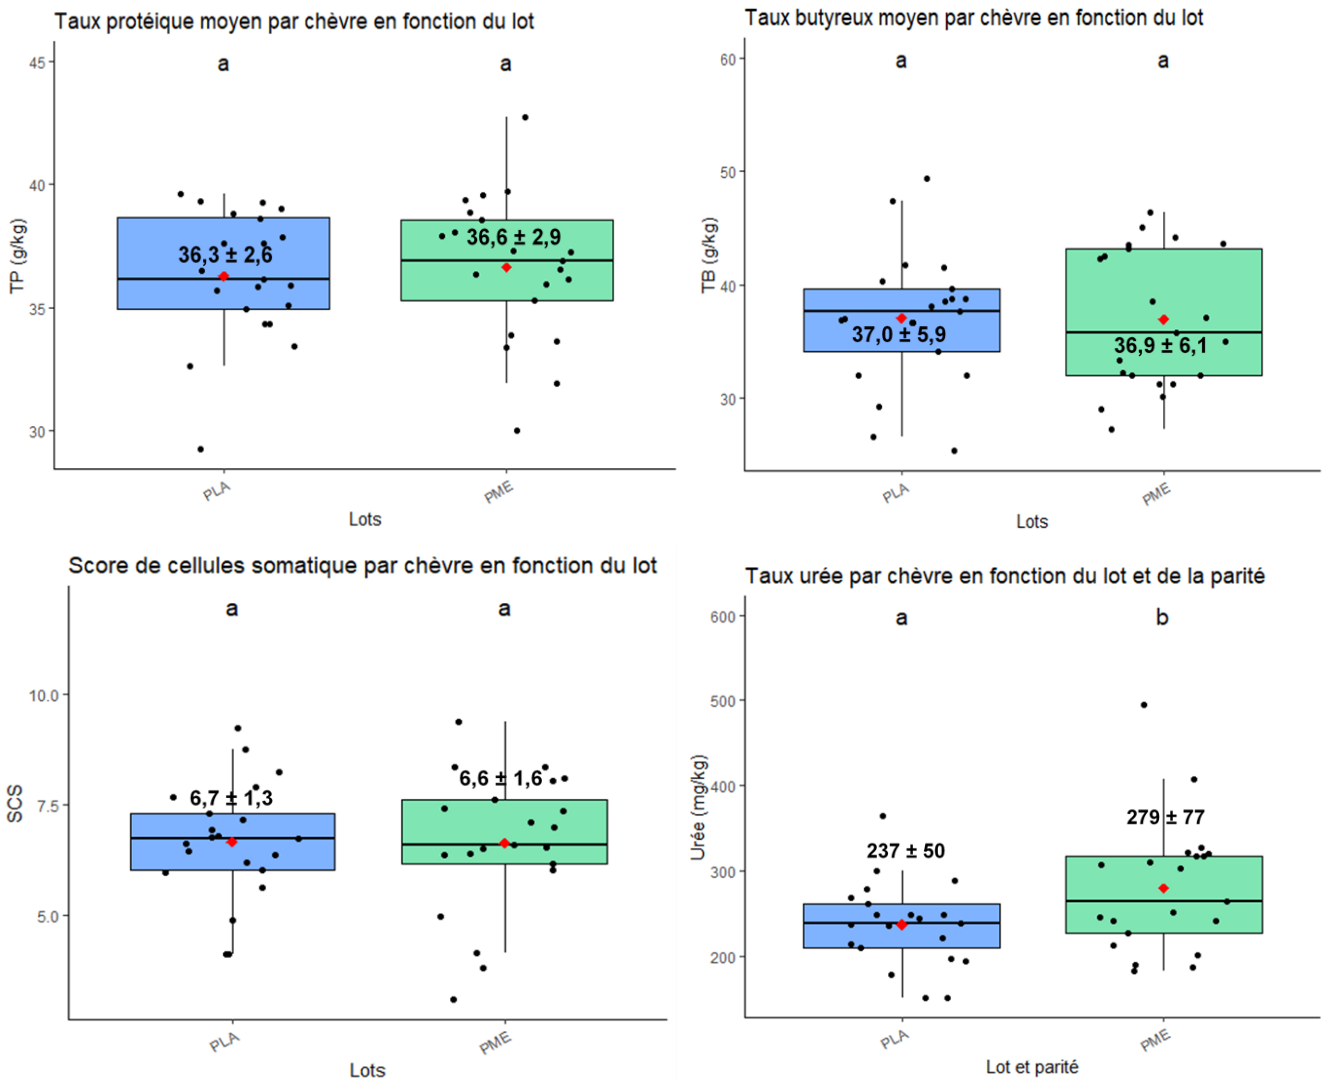 Taux protéique moyen par chèvre en fonction du lot
45
40
35
30
TP (g/kg)
a
a
36,3 ± 2,6
36,6 ± 2,9
PLA
PME
Lots
Taux butyreux moyen par chèvre en fonction du lot
60
50
40
30
TB (g/kg)
a
a
37,0 ± 5,9
36,9 ± 6,1
PLA
PME
Lots
Score de cellules somatique par chèvre en fonction du lot
10.0
7.5
5.0
SCS
a
a
6,7 ± 1,3
6,6 ± 1,6
PLA
PME
Lots
Taux urée par chèvre en fonction du lot et de la parité
600
500
400
300
200
Urée (mg/kg)
a
b
237 ± 50
279 ± 77
PLA
PME
Lot et parité